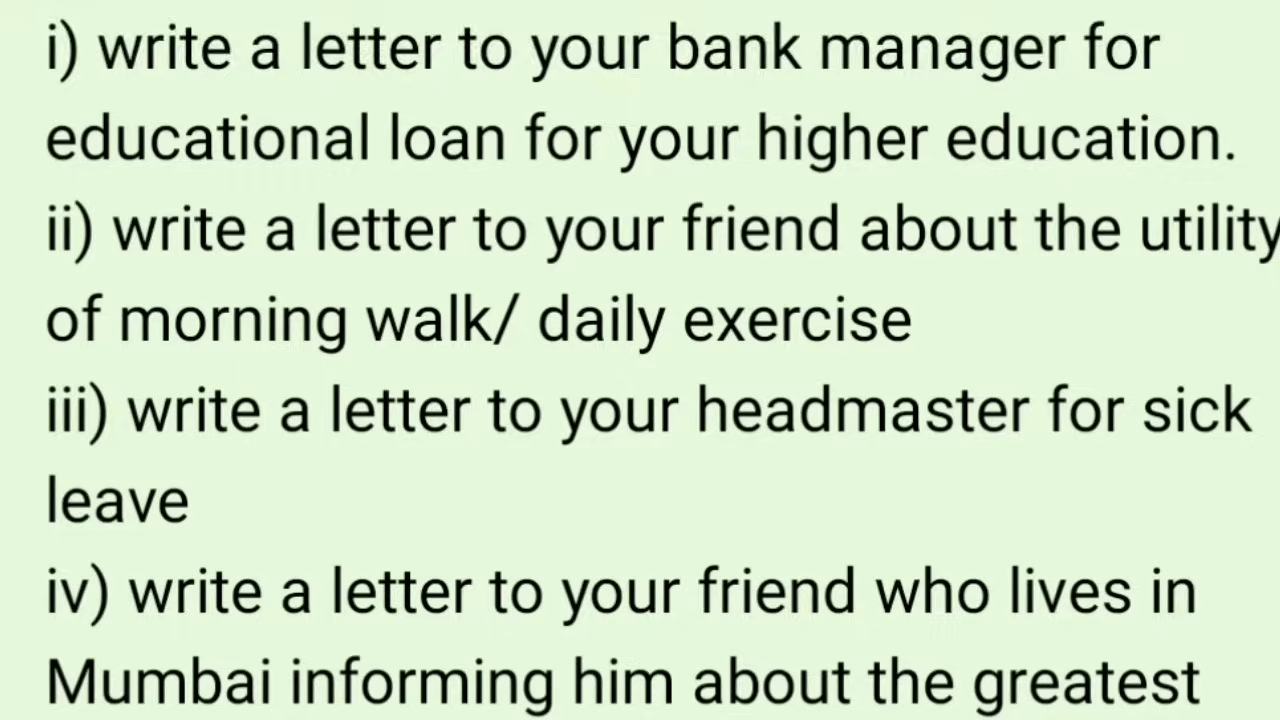 i) write a letter to your bank manager for
educational loan for your higher education.
ii) write a letter to your friend about the utility
of morning walk/ daily exercise
iii) write a letter to your headmaster for sick
leave
iv) write a letter to your friend who lives in
Mumbai informing him about the greatest